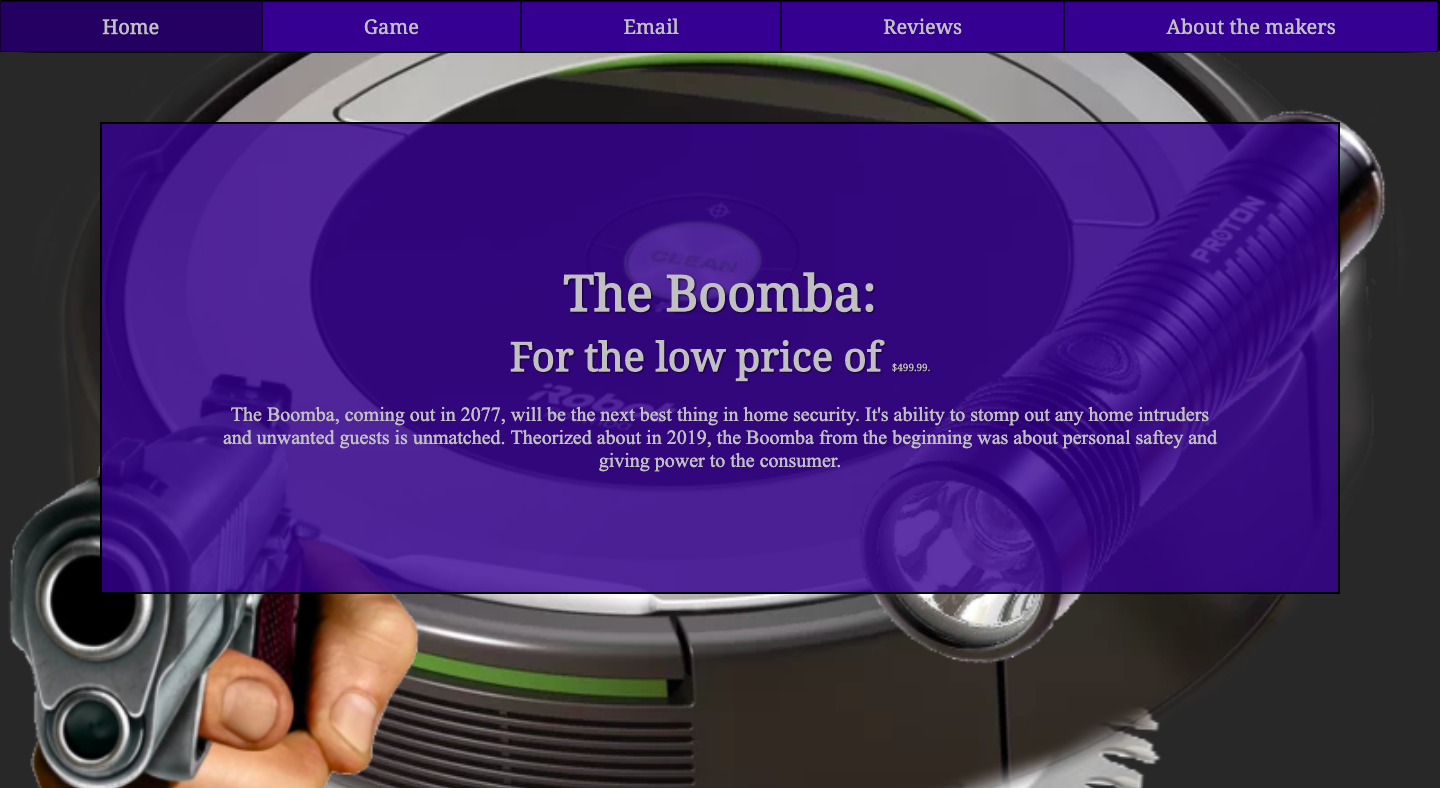 Home Game Email Reviews About the makers
PROTON
CLEAN
The Boomba:
For the low price of $499.99.
iRobot
The Boomba, coming out in 2077, will be the next best thing in home security. It's ability to stomp out any home intruders
and unwanted guests is unmatched. Theorized about in 2019, the Boomba from the beginning was about personal saftey and
giving power to the consumer.